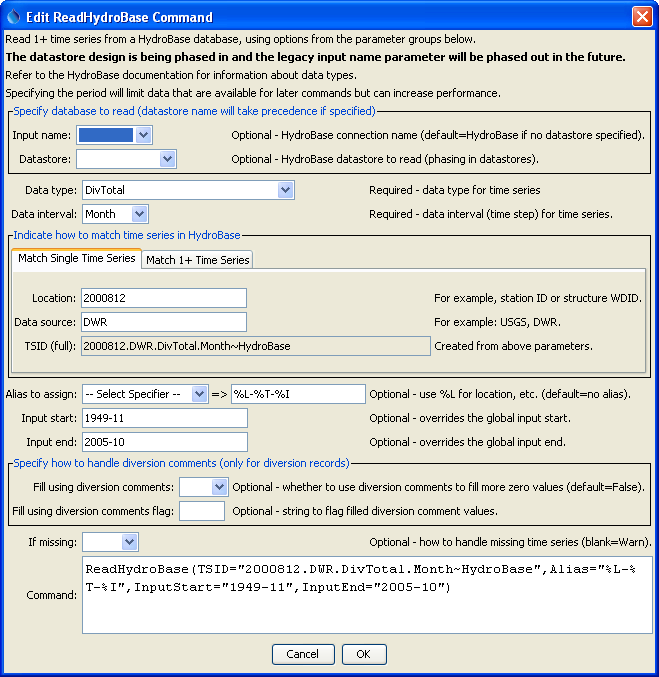 Edit ReadHydroBase Command
Read 1+ time series from a HydroBase database, using options from the parameter groups below.
The datastore design is being phased in and the legacy input name parameter will be phased out in the future.
Refer to the HydroBase documentation for information about data types.
Specifying the period will limit data that are available for later commands but can increase performance.
Specify database to read (datastore name will take precedence if specified)
Input name: Optional - HydroBase connection name (default=HydroBase if no datastore specified).
Datastore: Optional - HydroBase datastore to read (phasing in datastores).
Data type: DivTotal Required - data type for time series
Data interval: Month Required - data interval (time step) for time series.
Indicate how to match time series in HydroBase
Match Single Time Series Match 1+ Time Series
Location: 2000812 For example, station ID or structure WDID.
Data source: DWR For example: USGS, DWR.
TSID (full): 2000812.DWR.DivTotal.Month~HydroBase Created from above parameters.
Alias to assign: -- Select Specifier -- => %L-%T-%I Optional - use %L for location, etc. (default=no alias).
Input start: 1949-11 Optional - overrides the global input start.
Input end: 2005-10 Optional - overrides the global input end.
Specify how to handle diversion comments (only for diversion records)
Fill using diversion comments: Optional - whether to use diversion comments to fill more zero values (default=False).
Fill using diversion comments flag: Optional - string to flag filled diversion comment values.
If missing: Optional - how to handle missing time series (blank=Warn).
Command: ReadHydroBase(TSID="2000812.DWR.DivTotal.Month~HydroBase",Alias="%L-%
T-%I",InputStart="1949-11",InputEnd="2005-10")
Cancel OK